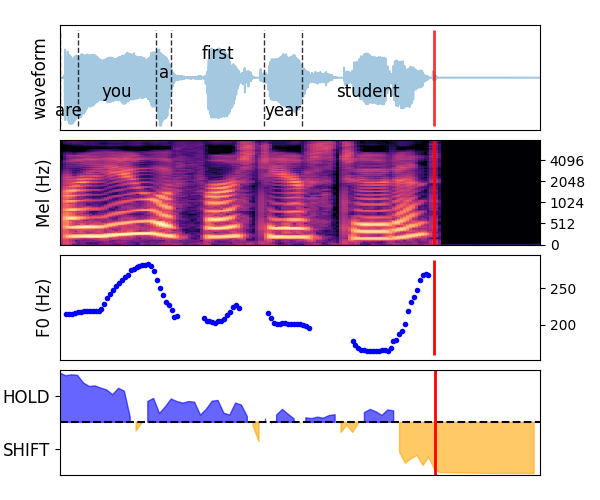 waveform
are
you
a
first
year
student
Mel (Hz)
4096
2048
1024
512
0
F0 (Hz)
250
200
HOLD
SHIFT